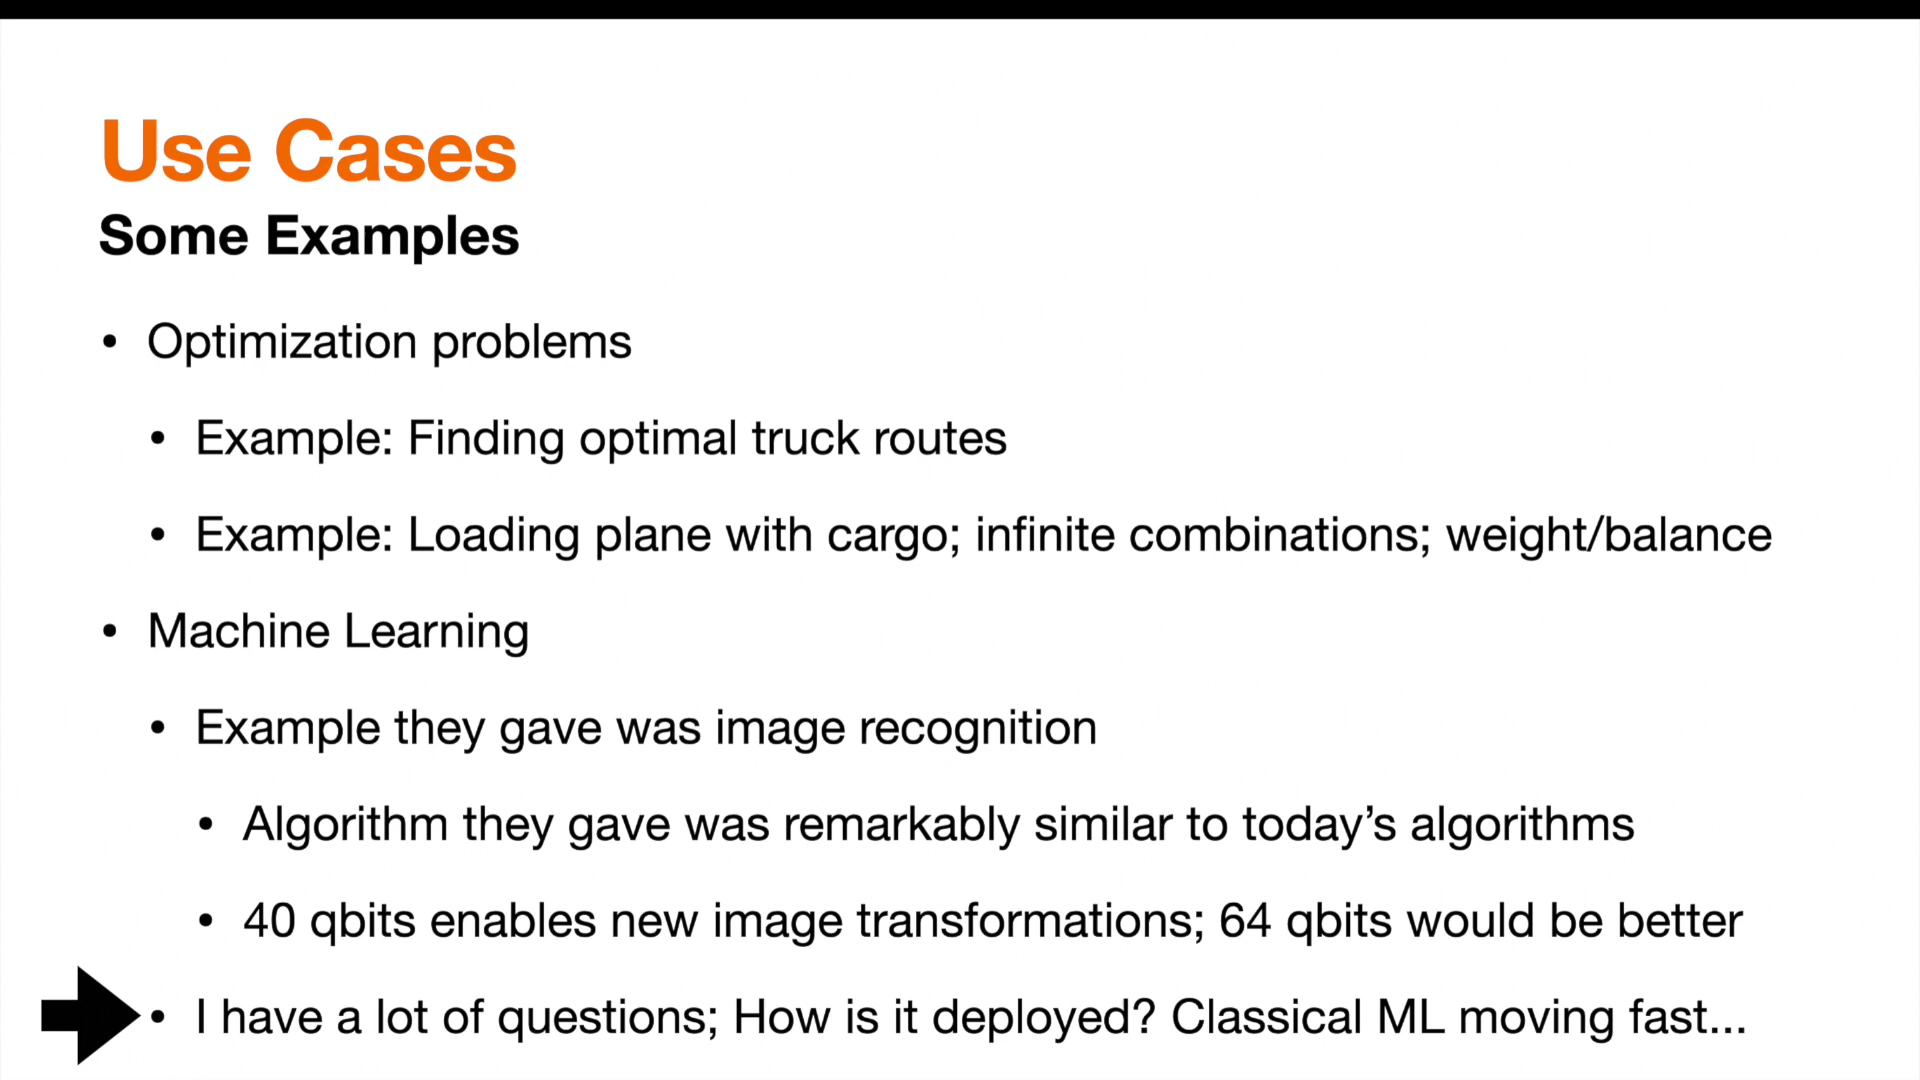 Use Cases
Some Examples
• Optimization problems
• Example: Finding optimal truck routes
• Example: Loading plane with cargo; infinite combinations; weight/balance
• Machine Learning
• Example they gave was image recognition
• Algorithm they gave was remarkably similar to today’s algorithms
• 40 qbits enables new image transformations; 64 qbits would be better
• I have a lot of questions; How is it deployed? Classical ML moving fast...